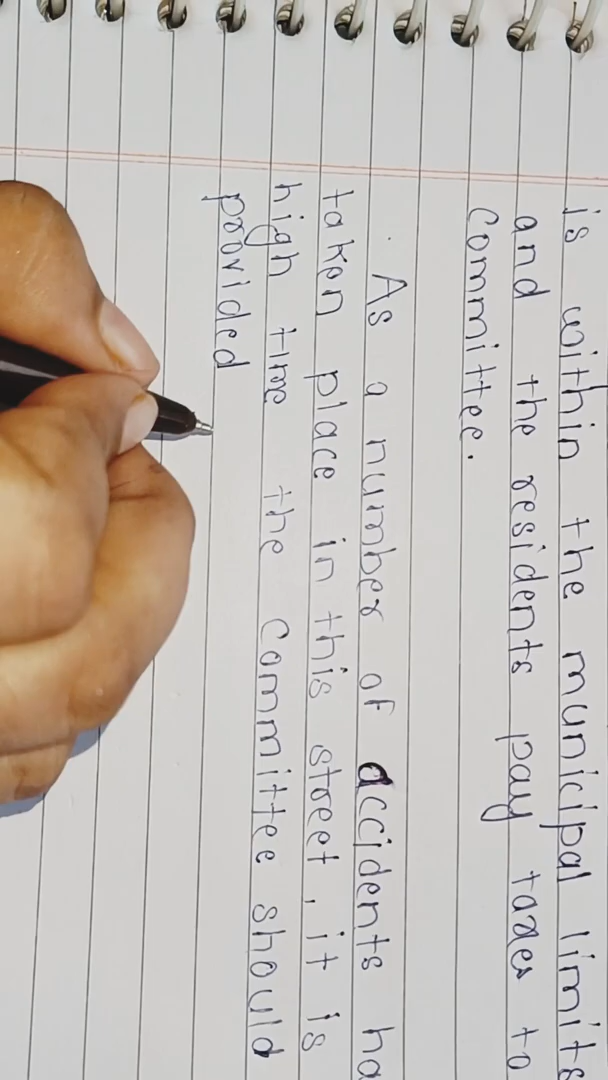 is within the municipal limits
and the residents pay taxes to
Committee.
As a number of accidents ha
taken place in this street, it is
high time the Committee should
provided